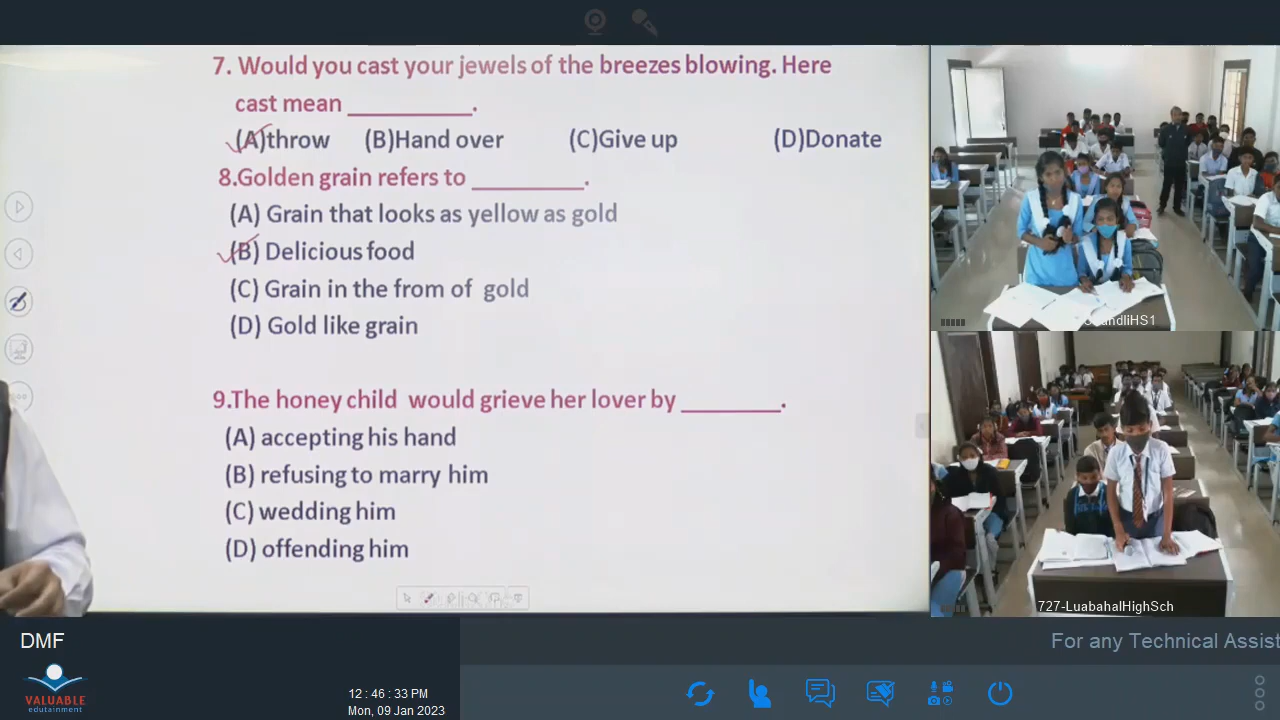 7. Would you cast your jewels of the breezes blowing. Here
cast mean __________.
(A)throw (B)Hand over (C)Give up (D)Donate
8.Golden grain refers to _________.
(A) Grain that looks as yellow as gold
(B) Delicious food
(C) Grain in the from of gold
(D) Gold like grain
9.The honey child would grieve her lover by ________.
(A) accepting his hand
(B) refusing to marry him
(C) wedding him
(D) offending him
727-LuabahalHighSch
DMF
VALUABLE
edutainment
12 : 46 : 33 PM
Mon, 09 Jan 2023
For any Technical Assist